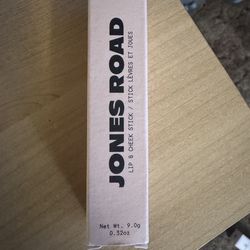 JONES ROAD
LIP & CHEEK STICK / STICK LÈVRES ET JOUES
Net Wt. 9.0g
0.32oz